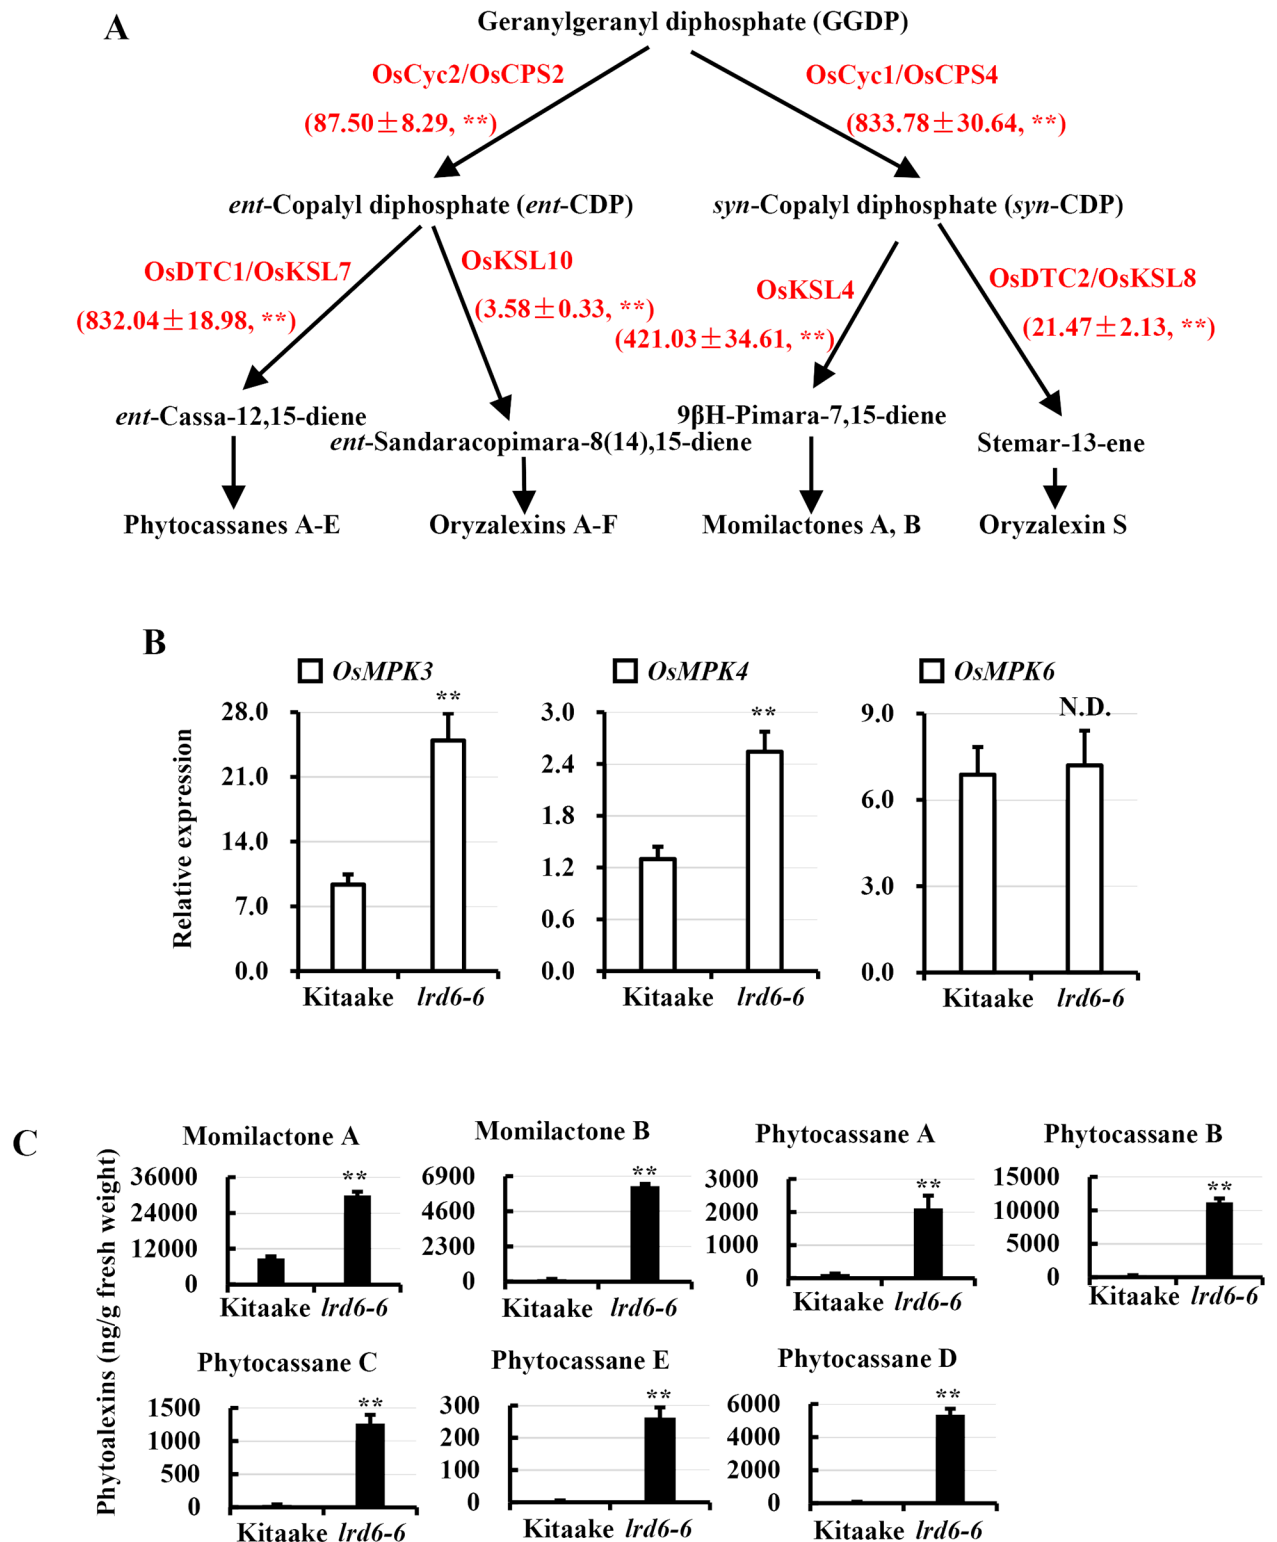 A
Geranylgeranyl diphosphate (GGDP)
OsCyc2/OsCPS2
OsCyc1/OsCPS4
(87.50±8.29, **)
(833.78±30.64, **)
ent-Copalyl diphosphate (ent-CDP)
syn-Copalyl diphosphate (syn-CDP)
OsDTC1/OsKSL7
OsKSL10
OsKSL4
OsDTC2/OsKSL8
(832.04±18.98, **)
(3.58±0.33, **)
(421.03±34.61, **)
(21.47±2.13, **)
ent-Cassa-12,15-diene
ent-Sandaracopimara-8(14),15-diene
9βH-Pimara-7,15-diene
Stemar-13-ene
Phytocassanes A-E
Oryzalexins A-F
Momilactones A, B
Oryzalexin S
B
Relative expression
OsMPK3
**
28.0
21.0
14.0
7.0
0.0
Kitaake lrd6-6
OsMPK4
**
3.0
2.4
1.8
1.2
0.6
0.0
Kitaake lrd6-6
OsMPK6
N.D.
9.0
6.0
3.0
0.0
Kitaake lrd6-6
C
Phytoalexins (ng/g fresh weight)
Momilactone A
**
36000
24000
12000
0
Kitaake lrd6-6
Momilactone B
**
6900
4600
2300
0
Kitaake lrd6-6
Phytocassane A
**
3000
2000
1000
0
Kitaake lrd6-6
Phytocassane B
**
15000
10000
5000
0
Kitaake lrd6-6
Phytocassane C
**
1500
1000
500
0
Kitaake lrd6-6
Phytocassane E
**
300
200
100
0
Kitaake lrd6-6
Phytocassane D
**
6000
4000
2000
0
Kitaake lrd6-6